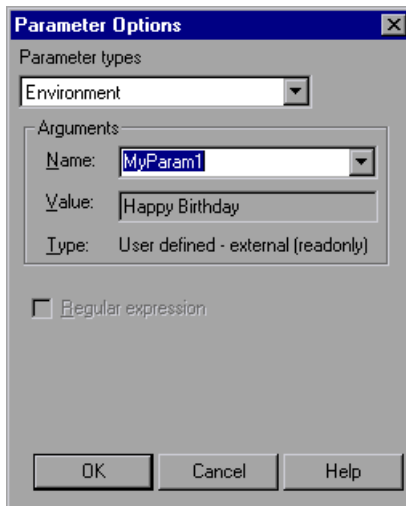 Parameter Options
Parameter types
Environment
Arguments
Name: MyParam1
Value: Happy Birthday
Type: User defined - external (readonly)
Regular expression
OK Cancel Help